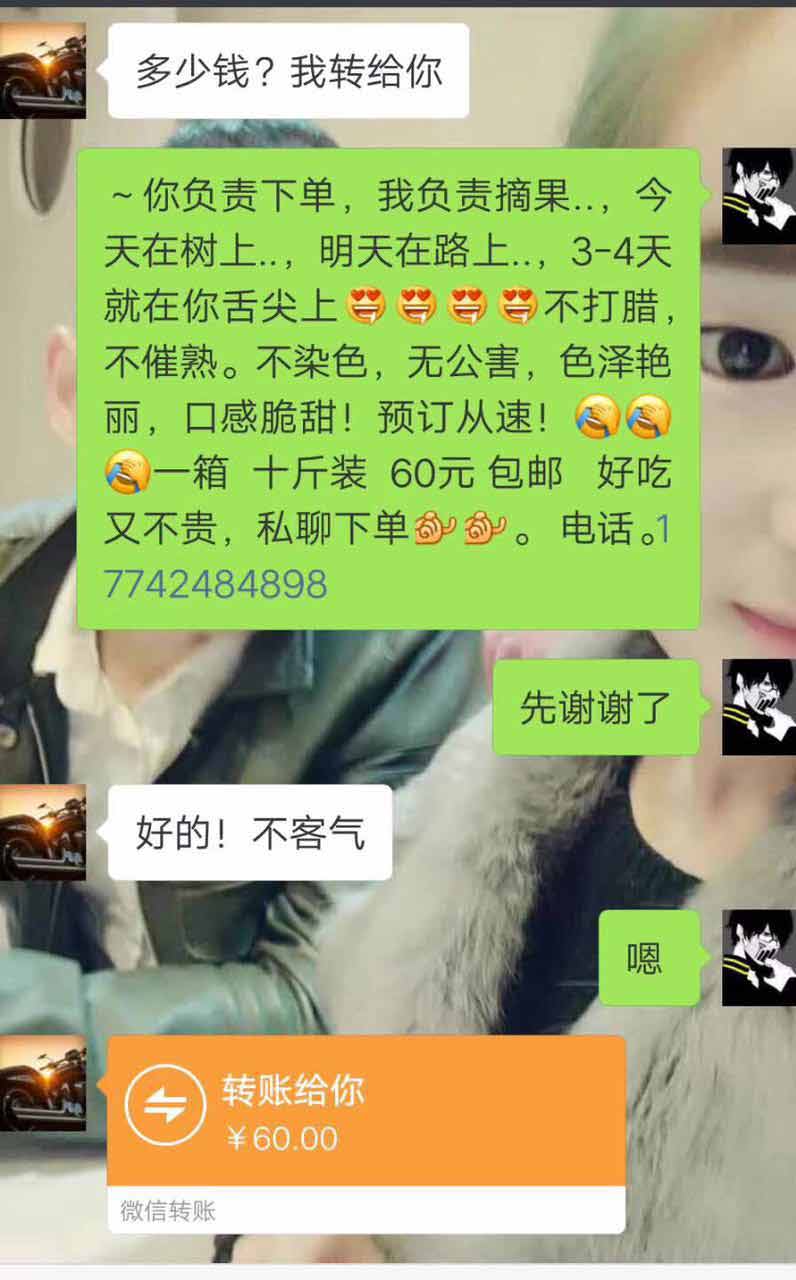 多少钱？我转给你
～你负责下单，我负责摘果..，今
天在树上..，明天在路上..，3-4天
就在你舌尖上😍😍😍😍不打腊，
不催熟。不染色，无公害，色泽艳
丽，口感脆甜！预订从速！🤣🤣
🤣一箱 十斤装 60元 包邮 好吃
又不贵，私聊下单🐚🐚。电话。1
7742484898
先谢谢了
好的！不客气
嗯
转账给你
￥60.00
微信转账